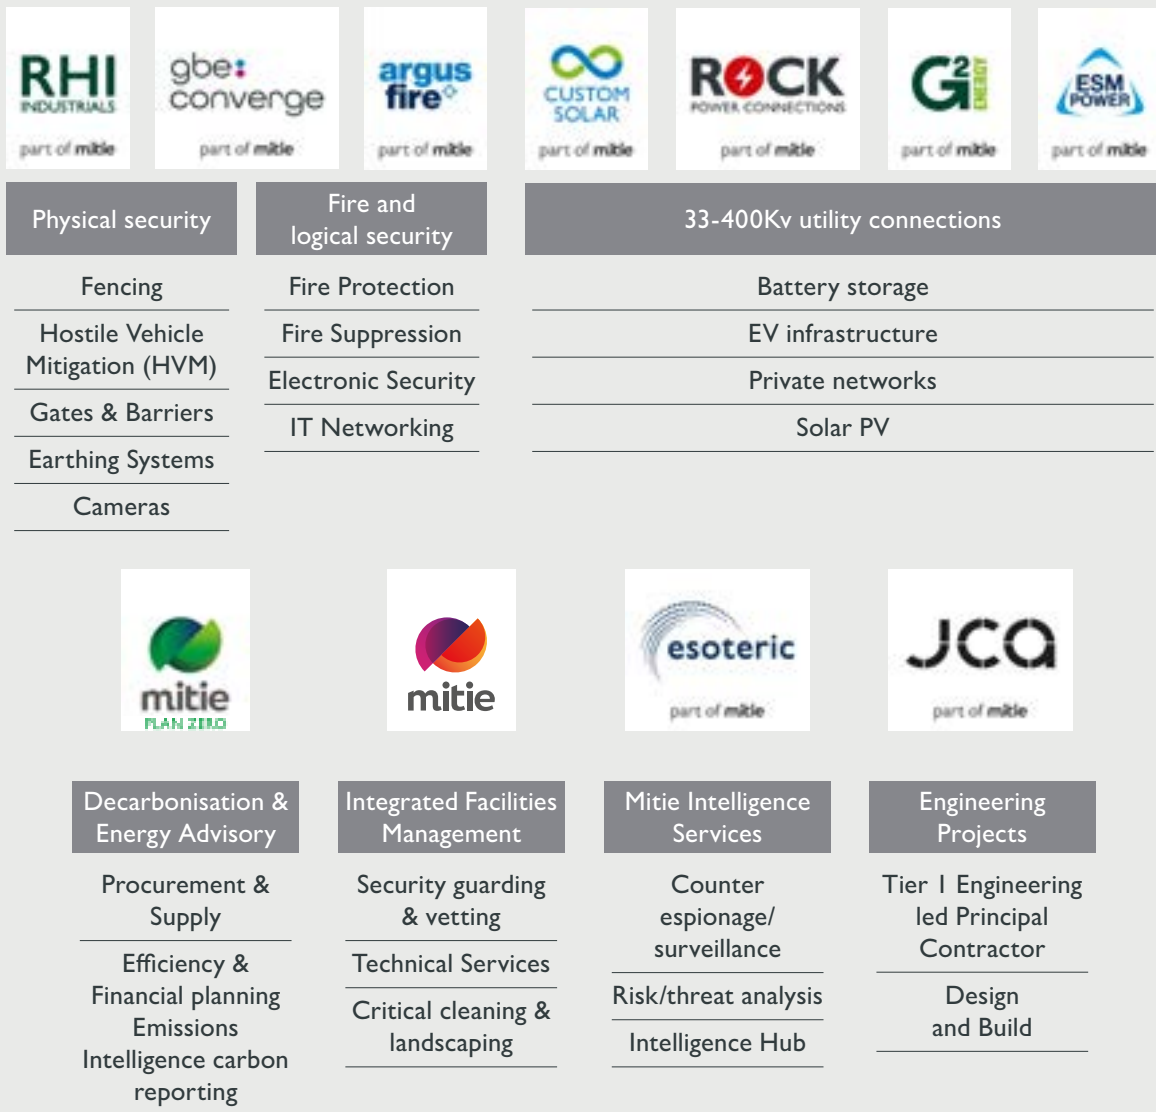 RHI
INDUSTRIALS
part of mitie
gbe:
converge
part of mitie
argus
fire
part of mitie
CUSTOM
SOLAR
part of mitie
ROCK
POWER CONNECTIONS
part of mitie
G2
ENERGY
part of mitie
ESM
POWER
part of mitie
Physical security
Fencing
Hostile Vehicle
Mitigation (HVM)
Gates & Barriers
Earthing Systems
Cameras
Fire and
logical security
Fire Protection
Fire Suppression
Electronic Security
IT Networking
33-400Kv utility connections
Battery storage
EV infrastructure
Private networks
Solar PV
mitie
PLAN ZERO
Decarbonisation &
Energy Advisory
Procurement &
Supply
Efficiency &
Financial planning
Emissions
Intelligence carbon
reporting
mitie
Integrated Facilities
Management
Security guarding
& vetting
Technical Services
Critical cleaning &
landscaping
esoteric
part of mitie
Mitie Intelligence
Services
Counter
espionage/
surveillance
Risk/threat analysis
Intelligence Hub
JCA
part of mitie
Engineering
Projects
Tier 1 Engineering
led Principal
Contractor
Design
and Build